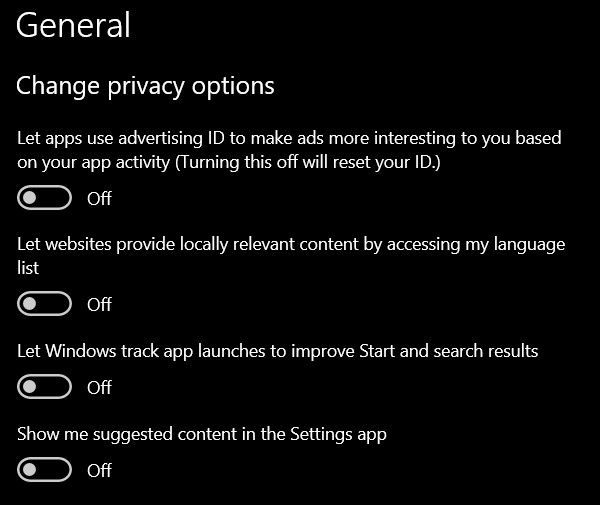 General
Change privacy options
Let apps use advertising ID to make ads more interesting to you based
on your app activity (Turning this off will reset your ID.)
Off
Let websites provide locally relevant content by accessing my language
list
Off
Let Windows track app launches to improve Start and search results
Off
Show me suggested content in the Settings app
Off